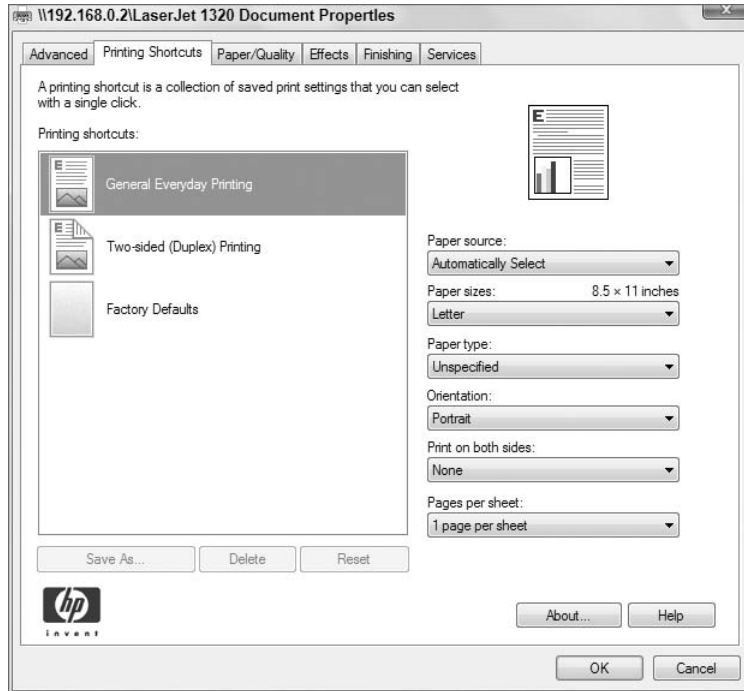 \\192.168.0.2\LaserJet 1320 Document Properties
Advanced
Printing Shortcuts
Paper/Quality
Effects
Finishing
Services
A printing shortcut is a collection of saved print settings that you can select
with a single click.
Printing shortcuts:
E
General Everyday Printing
E
Two-sided (Duplex) Printing
Factory Defaults
E
Paper source:
Automatically Select
Paper sizes:
8.5 × 11 inches
Letter
Paper type:
Unspecified
Orientation:
Portrait
Print on both sides:
None
Pages per sheet:
1 page per sheet
Save As...
Delete
Reset
hp
invent
About...
Help
OK
Cancel